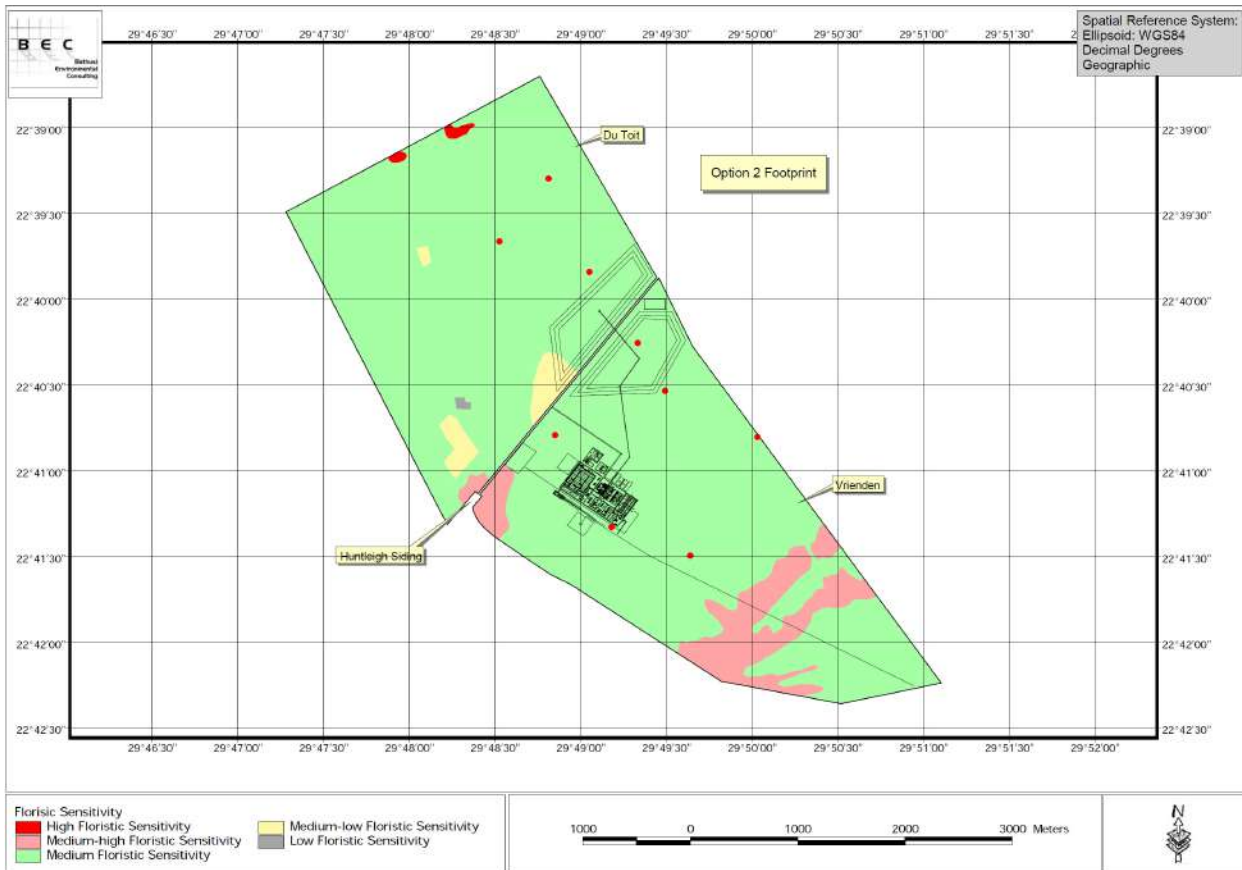 B E C
Bathusi
Environmental
Consulting
Spatial Reference System:
Ellipsoid: WGS84
Decimal Degrees
Geographic
29°46'30" 29°47'00" 29°47'30" 29°48'00" 29°48'30" 29°49'00" 29°49'30" 29°50'00" 29°50'30" 29°51'00" 29°51'30"
22°39'00" 22°39'00"
Du Toit
Option 2 Footprint
22°39'30" 22°39'30"
22°40'00" 22°40'00"
22°40'30" 22°40'30"
22°41'00" 22°41'00"
Vrienden
22°41'30" 22°41'30"
Huntleigh Siding
22°42'00" 22°42'00"
22°42'30" 22°42'30"
29°46'30" 29°47'00" 29°47'30" 29°48'00" 29°48'30" 29°49'00" 29°49'30" 29°50'00" 29°50'30" 29°51'00" 29°51'30" 29°52'00"
Florisic Sensitivity
High Floristic Sensitivity
Medium-high Floristic Sensitivity
Medium Floristic Sensitivity
Medium-low Floristic Sensitivity
Low Floristic Sensitivity
1000 0 1000 2000 3000 Meters
N